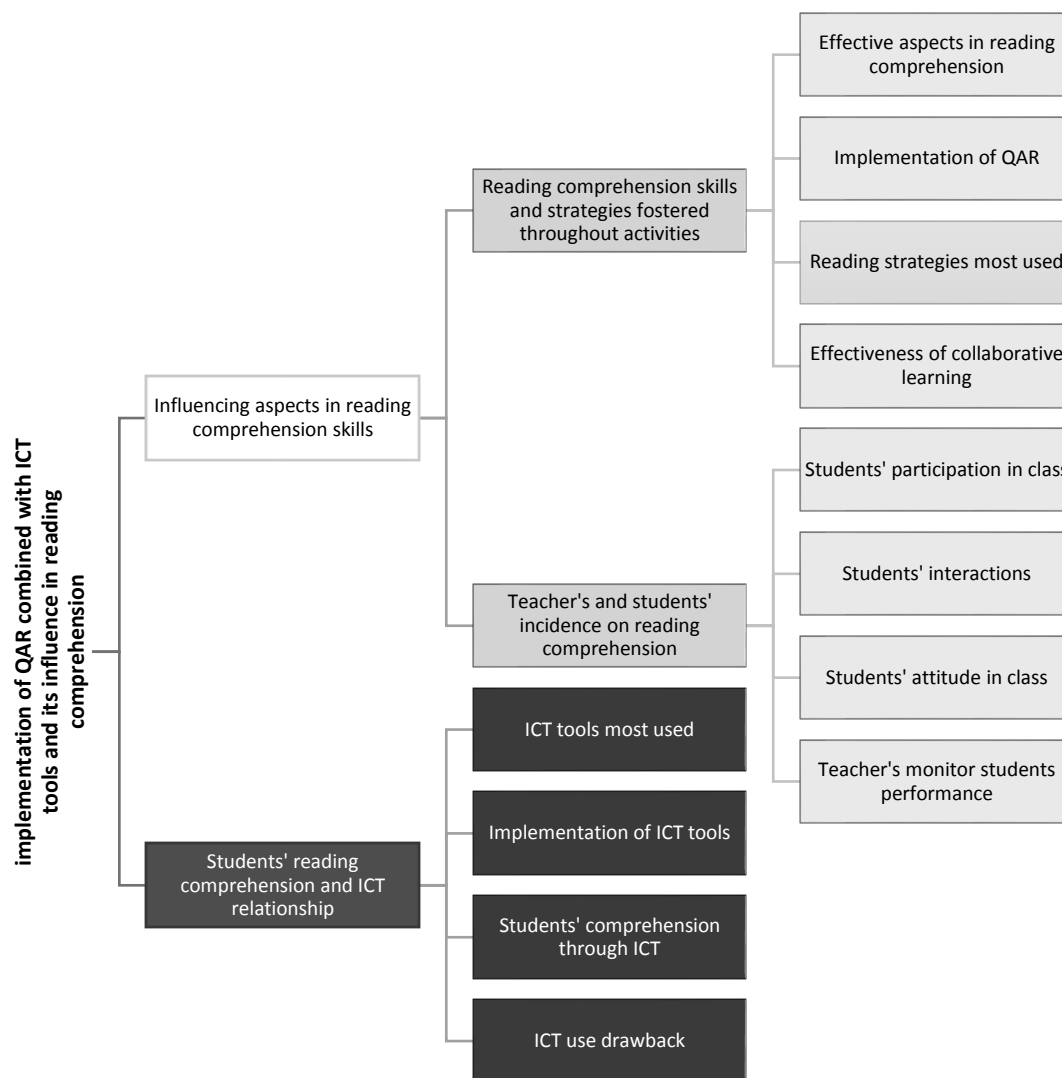 implementation of QAR combined with ICT
tools and its influence in reading
comprehension
Influencing aspects in reading
comprehension skills
Reading comprehension skills
and strategies fostered
throughout activities
Effective aspects in reading
comprehension
Implementation of QAR
Reading strategies most used
Effectiveness of collaborative
learning
Teacher's and students'
incidence on reading
comprehension
Students' participation in class
Students' interactions
Students' attitude in class
Teacher's monitor students
performance
Students' reading
comprehension and ICT
relationship
ICT tools most used
Implementation of ICT tools
Students' comprehension
through ICT
ICT use drawback